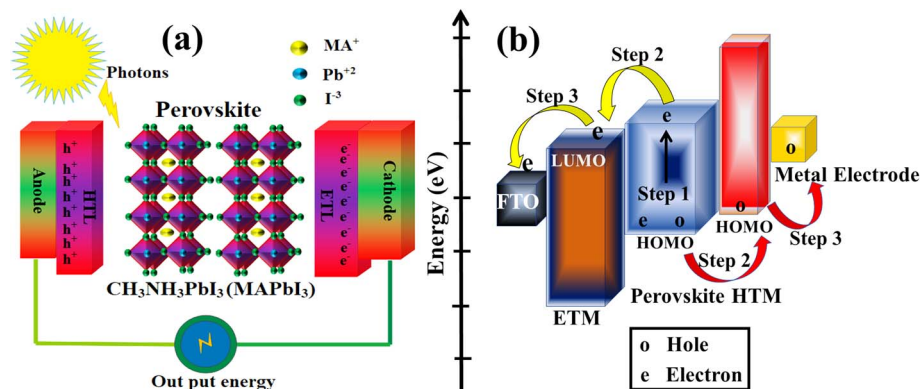 (a)
Photons
MA+
Pb+2
I-3
Perovskite
Anode
HTL
h+
h+
h+
h+
h+
h+
h+
h+
h+
ETL
e-
e-
e-
e-
e-
e-
e-
e-
e-
Cathode
CH3NH3PbI3(MAPbI3)
Out put energy
(b)
Energy (eV)
Step 2
Step 3
e
e
e
LUMO
FTO
Step 1
e o
HOMO
o
HOMO
o
Metal Electrode
Step 2
Step 3
Perovskite HTM
ETM
o Hole
e Electron